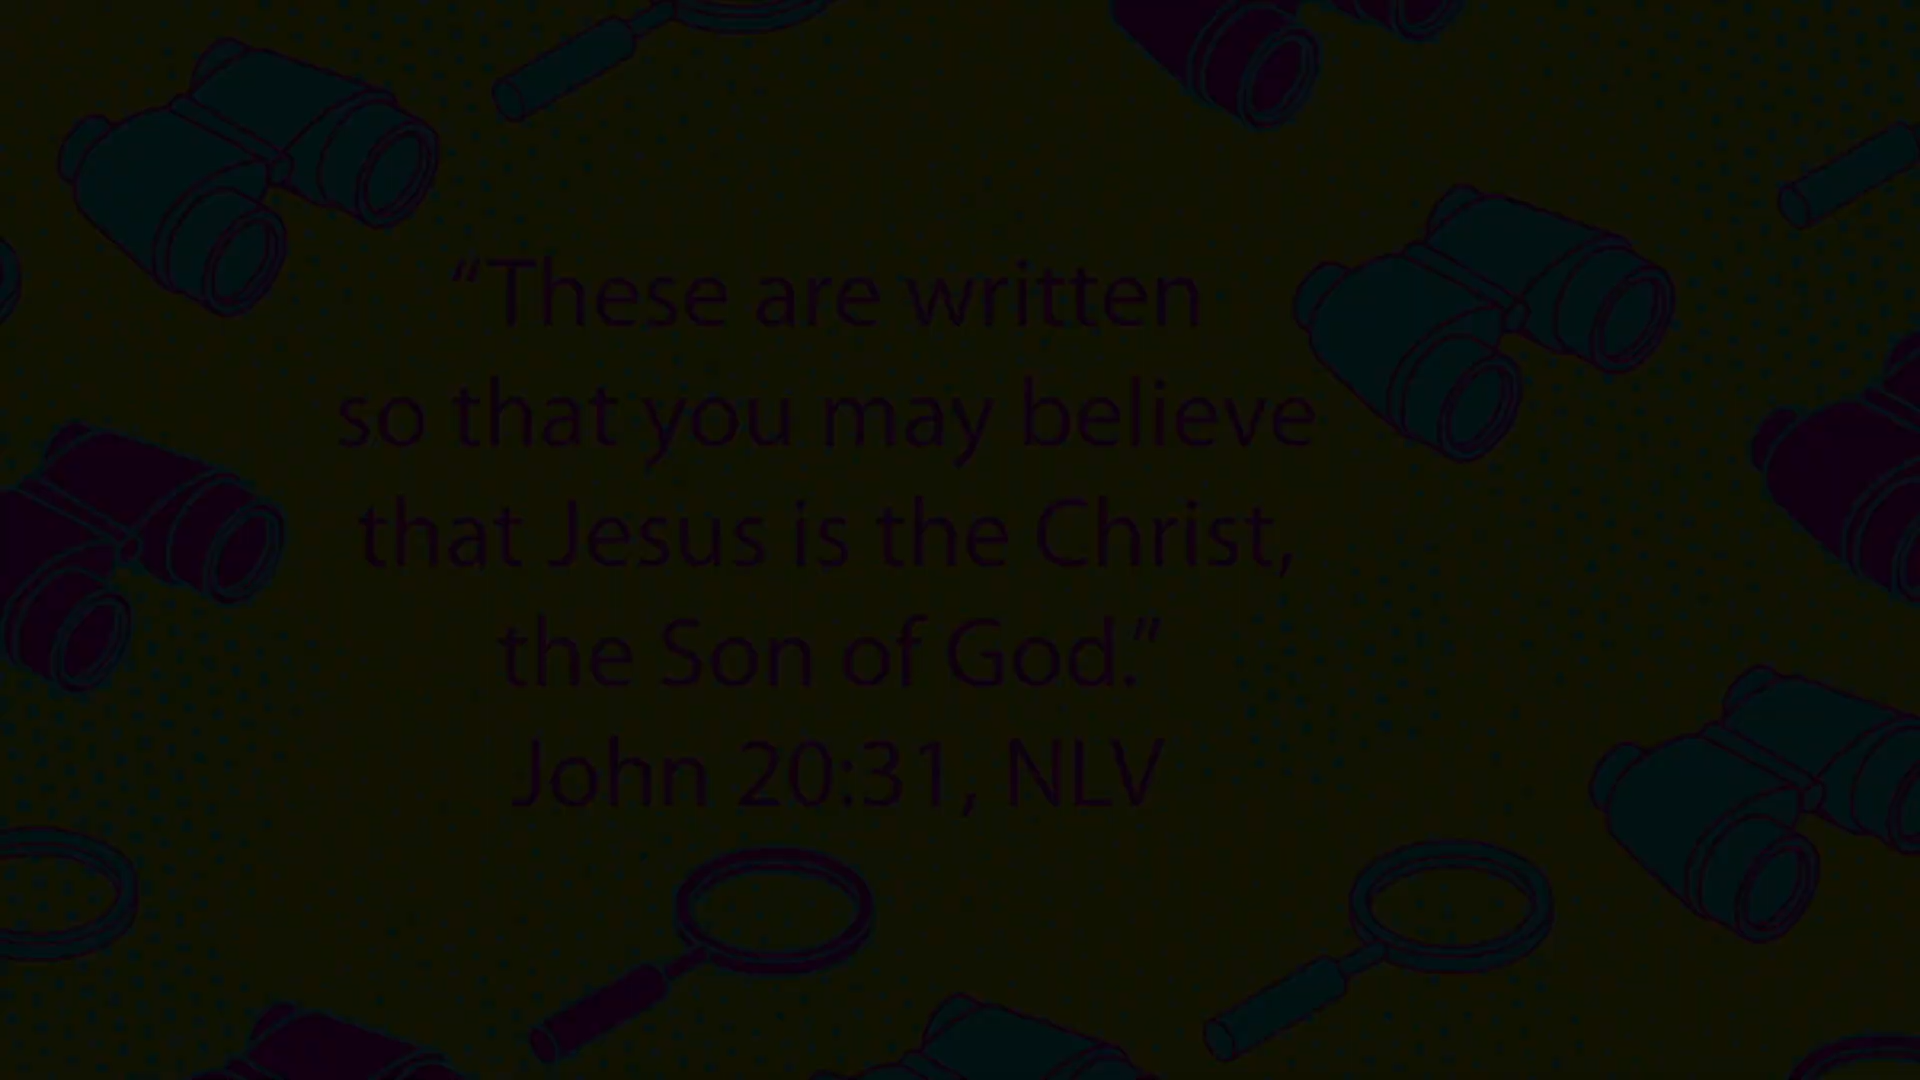 “These are written
so that you may believe
that Jesus is the Christ,
the Son of God.”
John 20:31, NLV